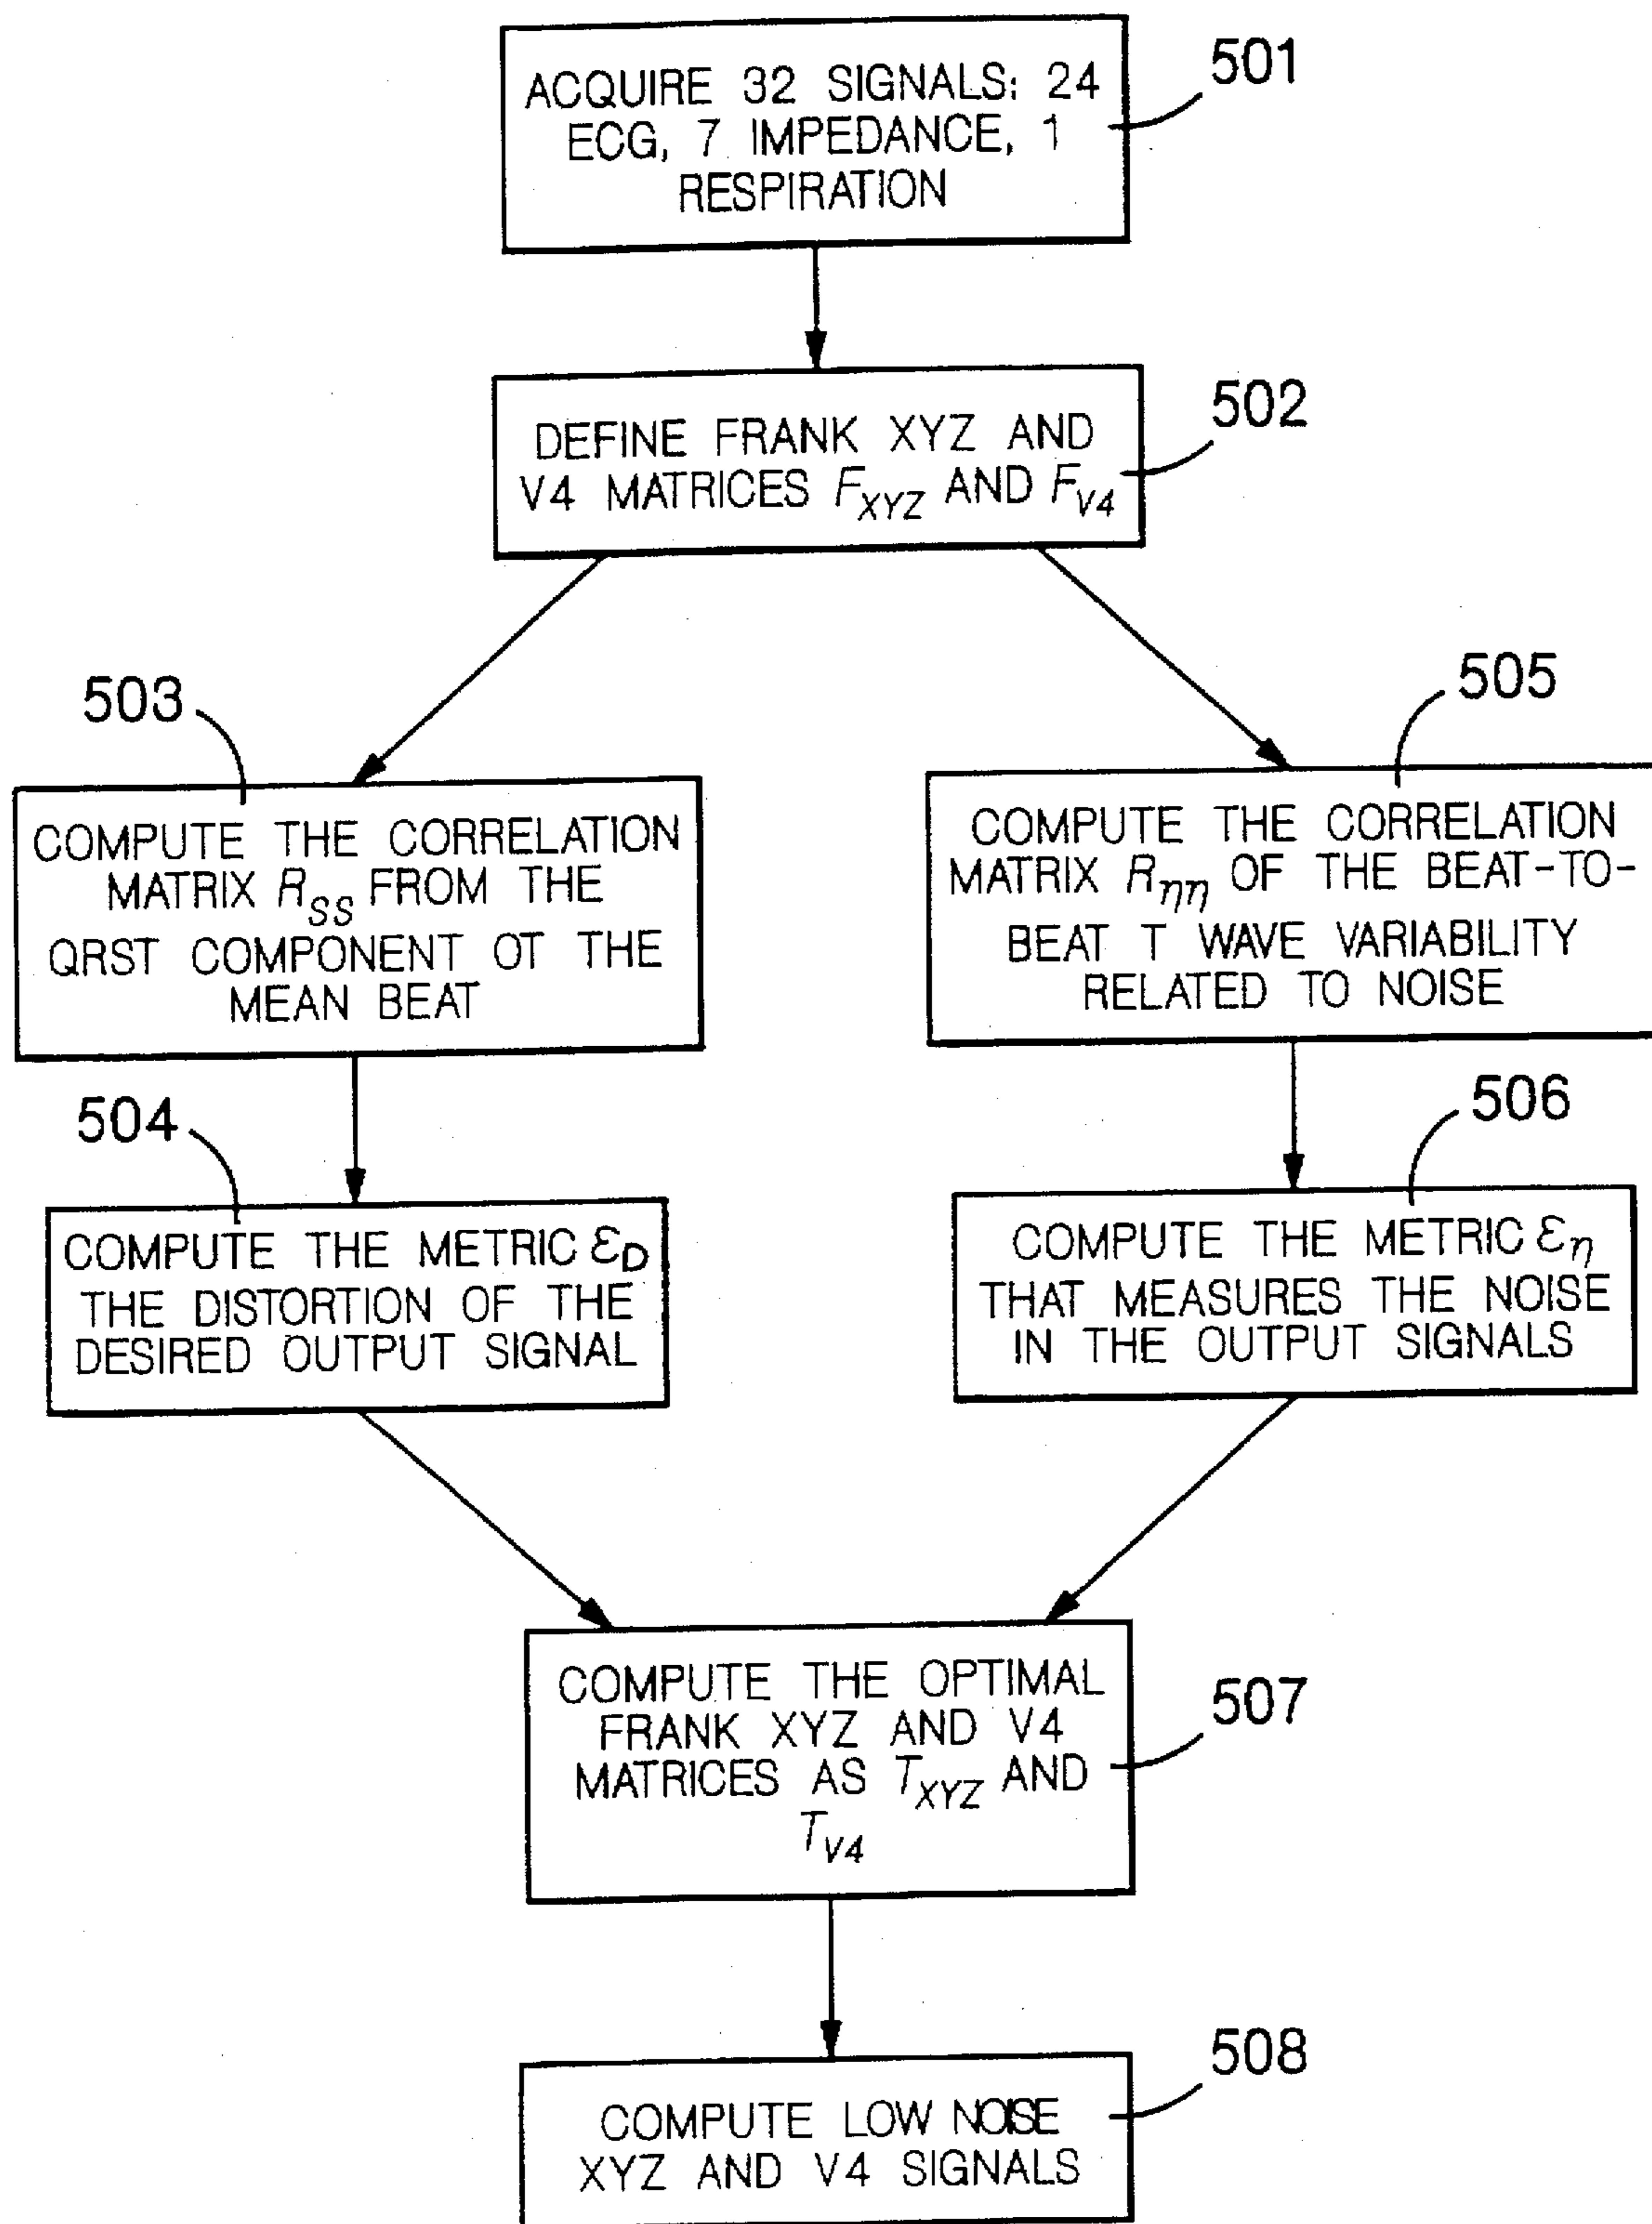 ACQUIRE 32 SIGNALS: 24
ECG, 7 IMPEDANCE, 1
RESPIRATION
501
DEFINE FRANK XYZ AND
V4 MATRICES F_XYZ AND F_V4
502
503
COMPUTE THE CORRELATION
MATRIX R_SS FROM THE
QRST COMPONENT OT THE
MEAN BEAT
505
COMPUTE THE CORRELATION
MATRIX R_ηη OF THE BEAT-TO-
BEAT T WAVE VARIABILITY
RELATED TO NOISE
504
COMPUTE THE METRIC ε_D
THE DISTORTION OF THE
DESIRED OUTPUT SIGNAL
506
COMPUTE THE METRIC ε_η
THAT MEASURES THE NOISE
IN THE OUTPUT SIGNALS
COMPUTE THE OPTIMAL
FRANK XYZ AND V4
MATRICES AS T_XYZ AND
T_V4
507
COMPUTE LOW NOISE
XYZ AND V4 SIGNALS
508